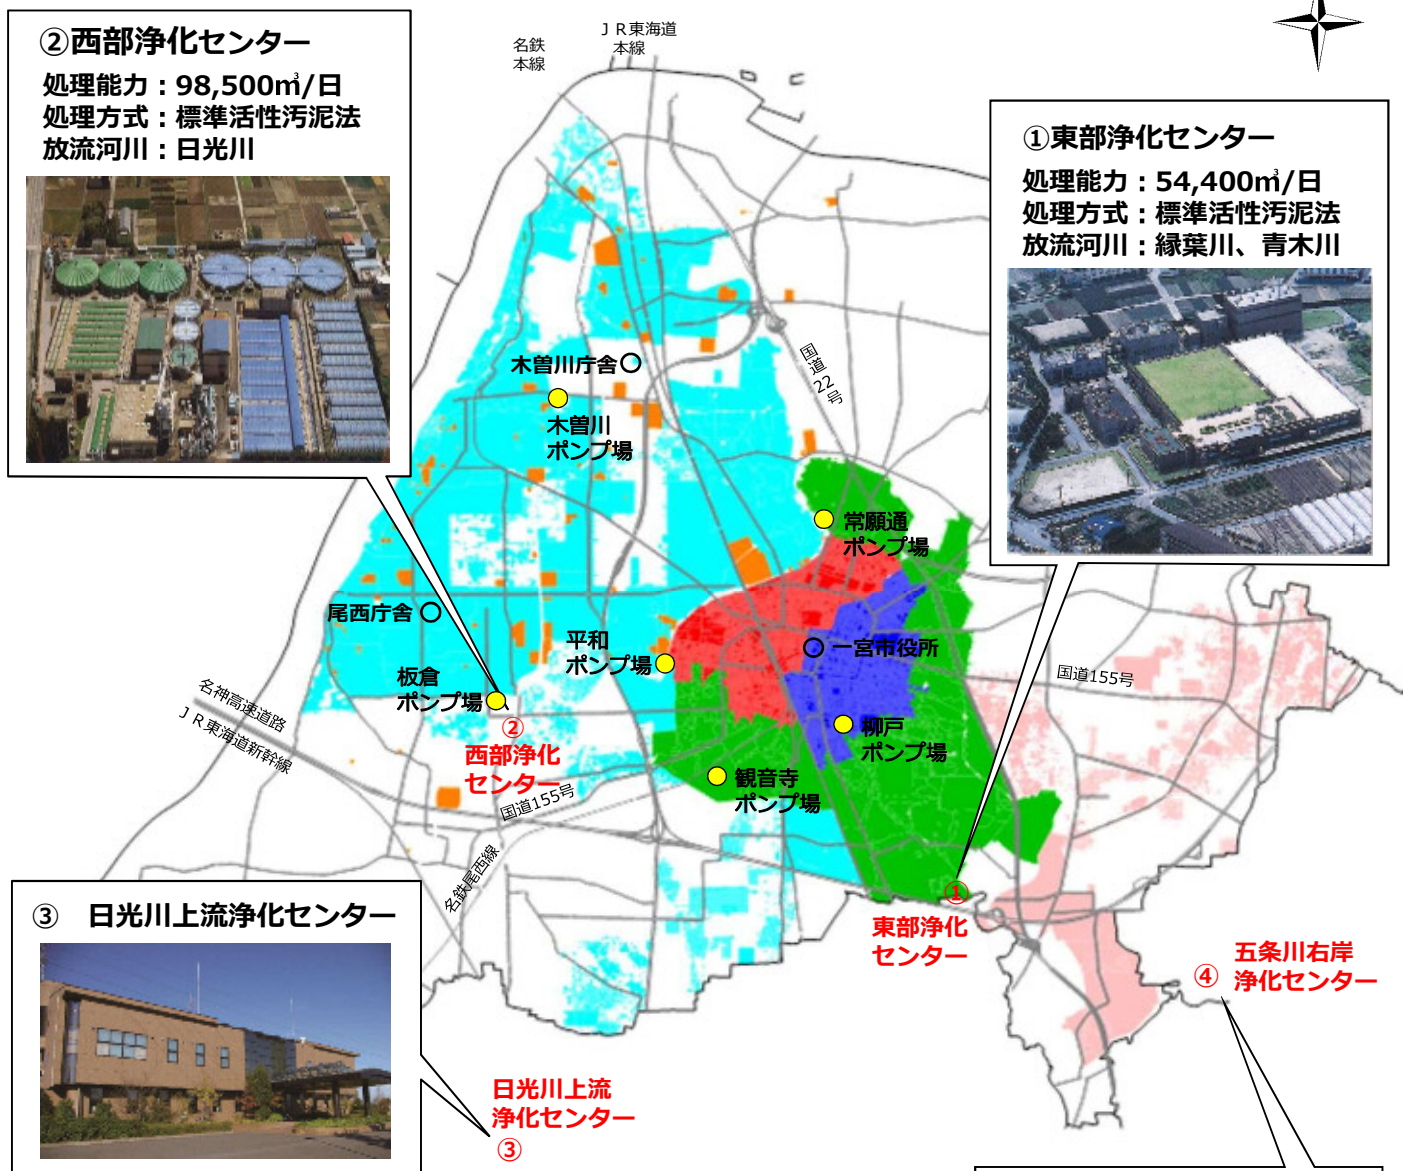 ②西部浄化センター
処理能力：98,500㎥/日
処理方式：標準活性汚泥法
放流河川：日光川
名鉄
本線
ＪＲ東海道
本線
①東部浄化センター
処理能力：54,400㎥/日
処理方式：標準活性汚泥法
放流河川：縁葉川、青木川
国道22号
木曽川庁舎
木曽川
ポンプ場
常願通
ポンプ場
尾西庁舎
平和
ポンプ場
一宮市役所
国道155号
板倉
ポンプ場
名神高速道路
ＪＲ東海道新幹線
②
西部浄化
センター
柳戸
ポンプ場
観音寺
ポンプ場
国道155号
名鉄尾西線
①
東部浄化
センター
③　日光川上流浄化センター
④
五条川右岸
浄化センター
日光川上流
浄化センター
③